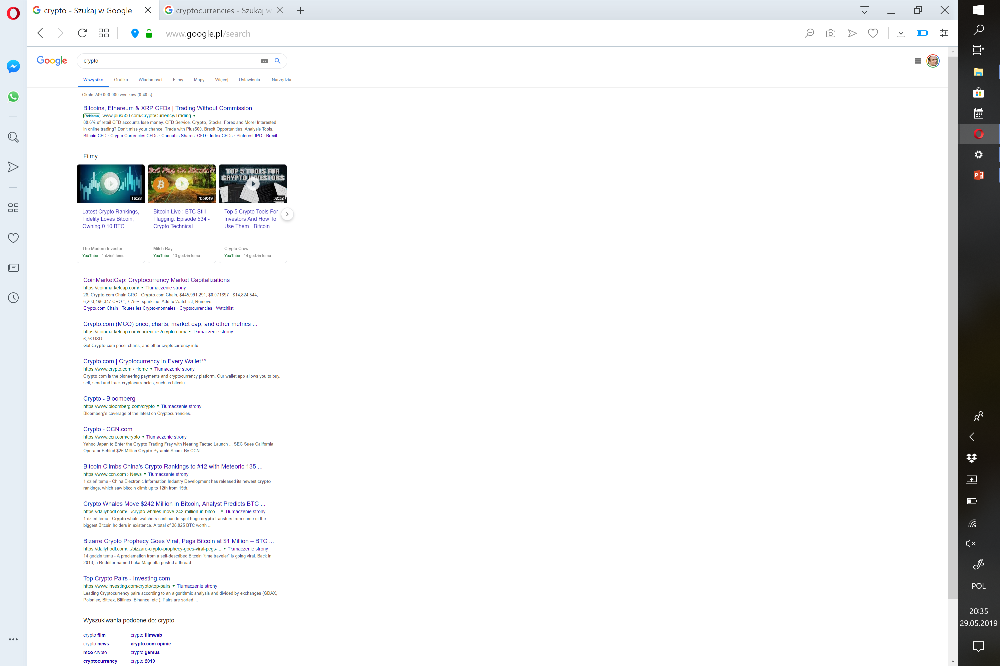 crypto - Szukaj w Google
cryptocurrencies - Szukaj w
www.google.pl/search
Google
crypto
Wszystko Grafika Wiadomości Filmy Mapy Więcej Ustawienia Narzędzia
Około 249 000 000 wyników (0,40 s)
Bitcoins, Ethereum & XRP CFDs | Trading Without Commission
Reklama www.plus500.com/CryptoCurrency/Trading
80.6% of retail CFD accounts lose money. CFD Service. Crypto, Stocks, Forex and More! Interested
in online trading? Don't miss your chance. Trade with Plus500. Brexit Opportunities. Analysis Tools.
Bitcoin CFD · Crypto Currencies CFDs · Cannabis Shares: CFD · Index CFDs · Pinterest IPO · Brexit
Filmy
16:28
Latest Crypto Rankings,
Fidelity Loves Bitcoin,
Owning 0.10 BTC ...
The Modern Investor
YouTube - 1 dzień temu
Bull Flag On Bitcoin?!
1:59:49
Bitcoin Live : BTC Still
Flagging. Episode 534 -
Crypto Technical ...
Mitch Ray
YouTube - 13 godzin temu
TOP 5 TOOLS FOR
CRYPTO INVESTORS
32:32
Top 5 Crypto Tools For
Investors And How To
Use Them - Bitcoin ...
Crypto Crow
YouTube - 14 godzin temu
CoinMarketCap: Cryptocurrency Market Capitalizations
https://coinmarketcap.com/ Tłumaczenie strony
26, Crypto.com Chain CRO · Crypto.com Chain, $445,991,291, $0.071897 · $14,824,544,
6,203,196,347 CRO *, 7.75%, sparkline. Add to Watchlist; Remove ...
Crypto.com Chain · Toutes les Crypto-monnaies · Cryptocurrencies · Watchlist
Crypto.com (MCO) price, charts, market cap, and other metrics ...
https://coinmarketcap.com/currencies/crypto-com/ Tłumaczenie strony
6,76 USD
Get Crypto.com price, charts, and other cryptocurrency info.
Crypto.com | Cryptocurrency in Every Wallet™
https://www.crypto.com › Home Tłumaczenie strony
Crypto.com is the pioneering payments and cryptocurrency platform. Our wallet app allows you to buy,
sell, send and track cryptocurrencies, such as bitcoin ...
Crypto - Bloomberg
https://www.bloomberg.com/crypto Tłumaczenie strony
Bloomberg's coverage of the latest on Cryptocurrencies.
Crypto - CCN.com
https://www.ccn.com/crypto Tłumaczenie strony
Yahoo Japan to Enter the Crypto Trading Fray with Nearing Taotao Launch ... SEC Sues California
Operator Behind $26 Million Crypto Pyramid Scam. By CCN: ...
Bitcoin Climbs China's Crypto Rankings to #12 with Meteoric 135 ...
https://www.ccn.com › News Tłumaczenie strony
1 dzień temu - China Electronic Information Industry Development has released its newest crypto
rankings, which saw bitcoin climb up to 12th from 15th.
Crypto Whales Move $242 Million in Bitcoin, Analyst Predicts BTC ...
https://dailyhodl.com/.../crypto-whales-move-242-million-in-bitco... Tłumaczenie strony
1 dzień temu - Crypto whale watchers continue to spot huge crypto transfers from some of the
biggest Bitcoin holders in existence. A total of 28,025 BTC worth ...
Bizarre Crypto Prophecy Goes Viral, Pegs Bitcoin at $1 Million – BTC ...
https://dailyhodl.com/.../bizzare-crypto-prophecy-goes-viral-pegs-... Tłumaczenie strony
14 godzin temu - A proclamation from a self-described Bitcoin “time traveler” is going viral. Back in
2013, a Redditor named Luka Magnotta posted a thread ...
Top Crypto Pairs - Investing.com
https://www.investing.com/crypto/top-pairs Tłumaczenie strony
Leading Cryptocurrency pairs according to an algorithmic analysis and divided by exchanges (GDAX,
Poloniex, Bittrex, Bitfinex, Binance, etc.). Pairs are sorted ...
Wyszukiwania podobne do: crypto
crypto film crypto filmweb
crypto news crypto.com opinie
mco crypto crypto genius
cryptocurrency crypto 2019
POL
20:35
29.05.2019